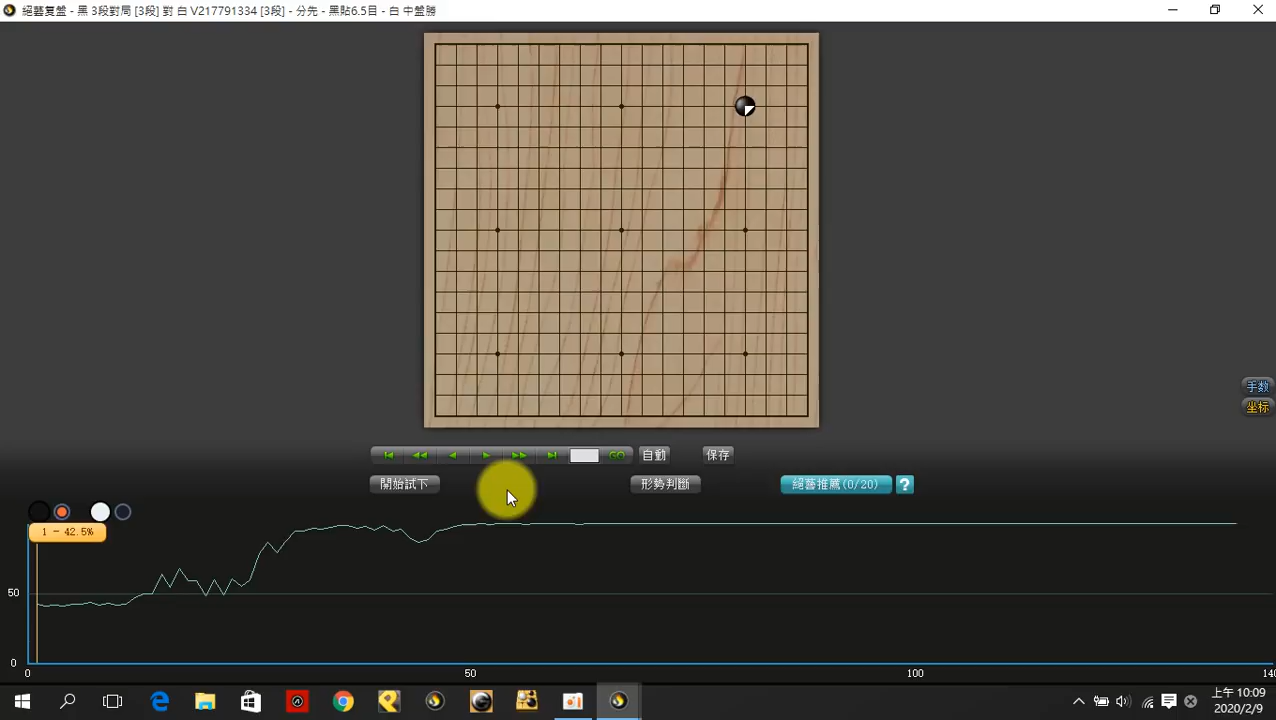 絕藝复盤 - 黑 3段對局 [3段] 對 白 V217791334 [3段] - 分先 - 黑貼6.5目 - 白 中盤勝
手数
坐标
GO
自動
保存
開始試下
形勢判斷
絕藝推薦(0/20)
?
1 - 42.5%
50
0
0
50
100
140
上午 10:09
2020/2/9